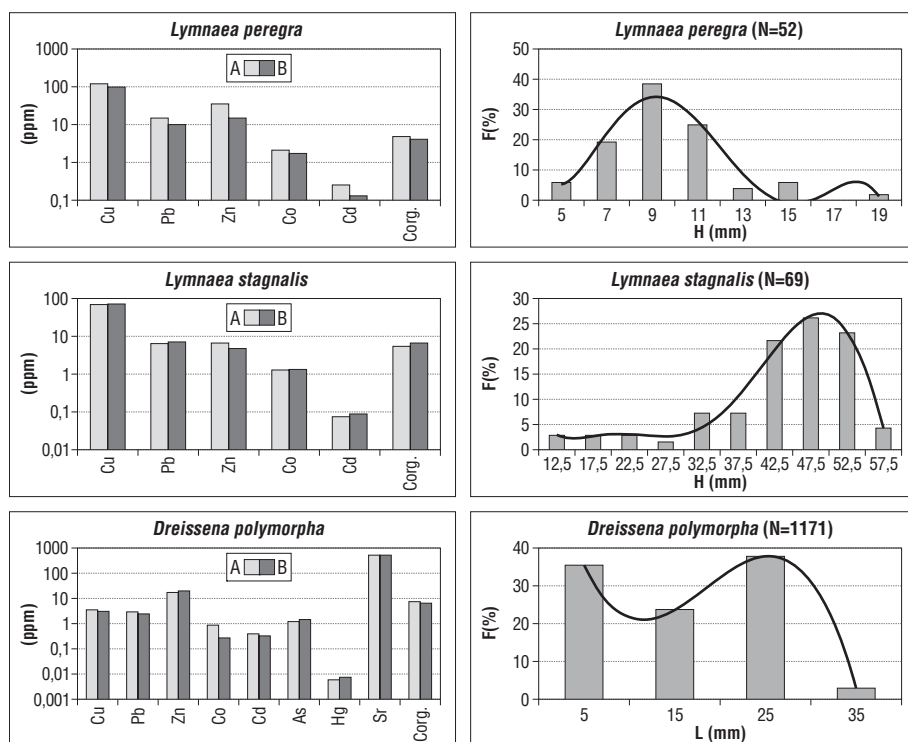 Lymnaea peregra
1000
100
10
1
0,1
(ppm)
A B
Cu Pb Zn Co Cd Corg.
Lymnaea peregra (N=52)
50
40
30
20
10
0
F(%)
5 7 9 11 13 15 17 19
H (mm)
Lymnaea stagnalis
100
10
1
0,1
0,01
(ppm)
A B
Cu Pb Zn Co Cd Corg.
Lymnaea stagnalis (N=69)
30
25
20
15
10
5
0
F(%)
12,5 17,5 22,5 27,5 32,5 37,5 42,5 47,5 52,5 57,5
H (mm)
Dreissena polymorpha
1000
100
10
1
0,1
0,01
0,001
(ppm)
A B
Cu Pb Zn Co Cd As Hg Sr Corg.
Dreissena polymorpha (N=1171)
40
30
20
10
0
F(%)
5 15 25 35
L (mm)